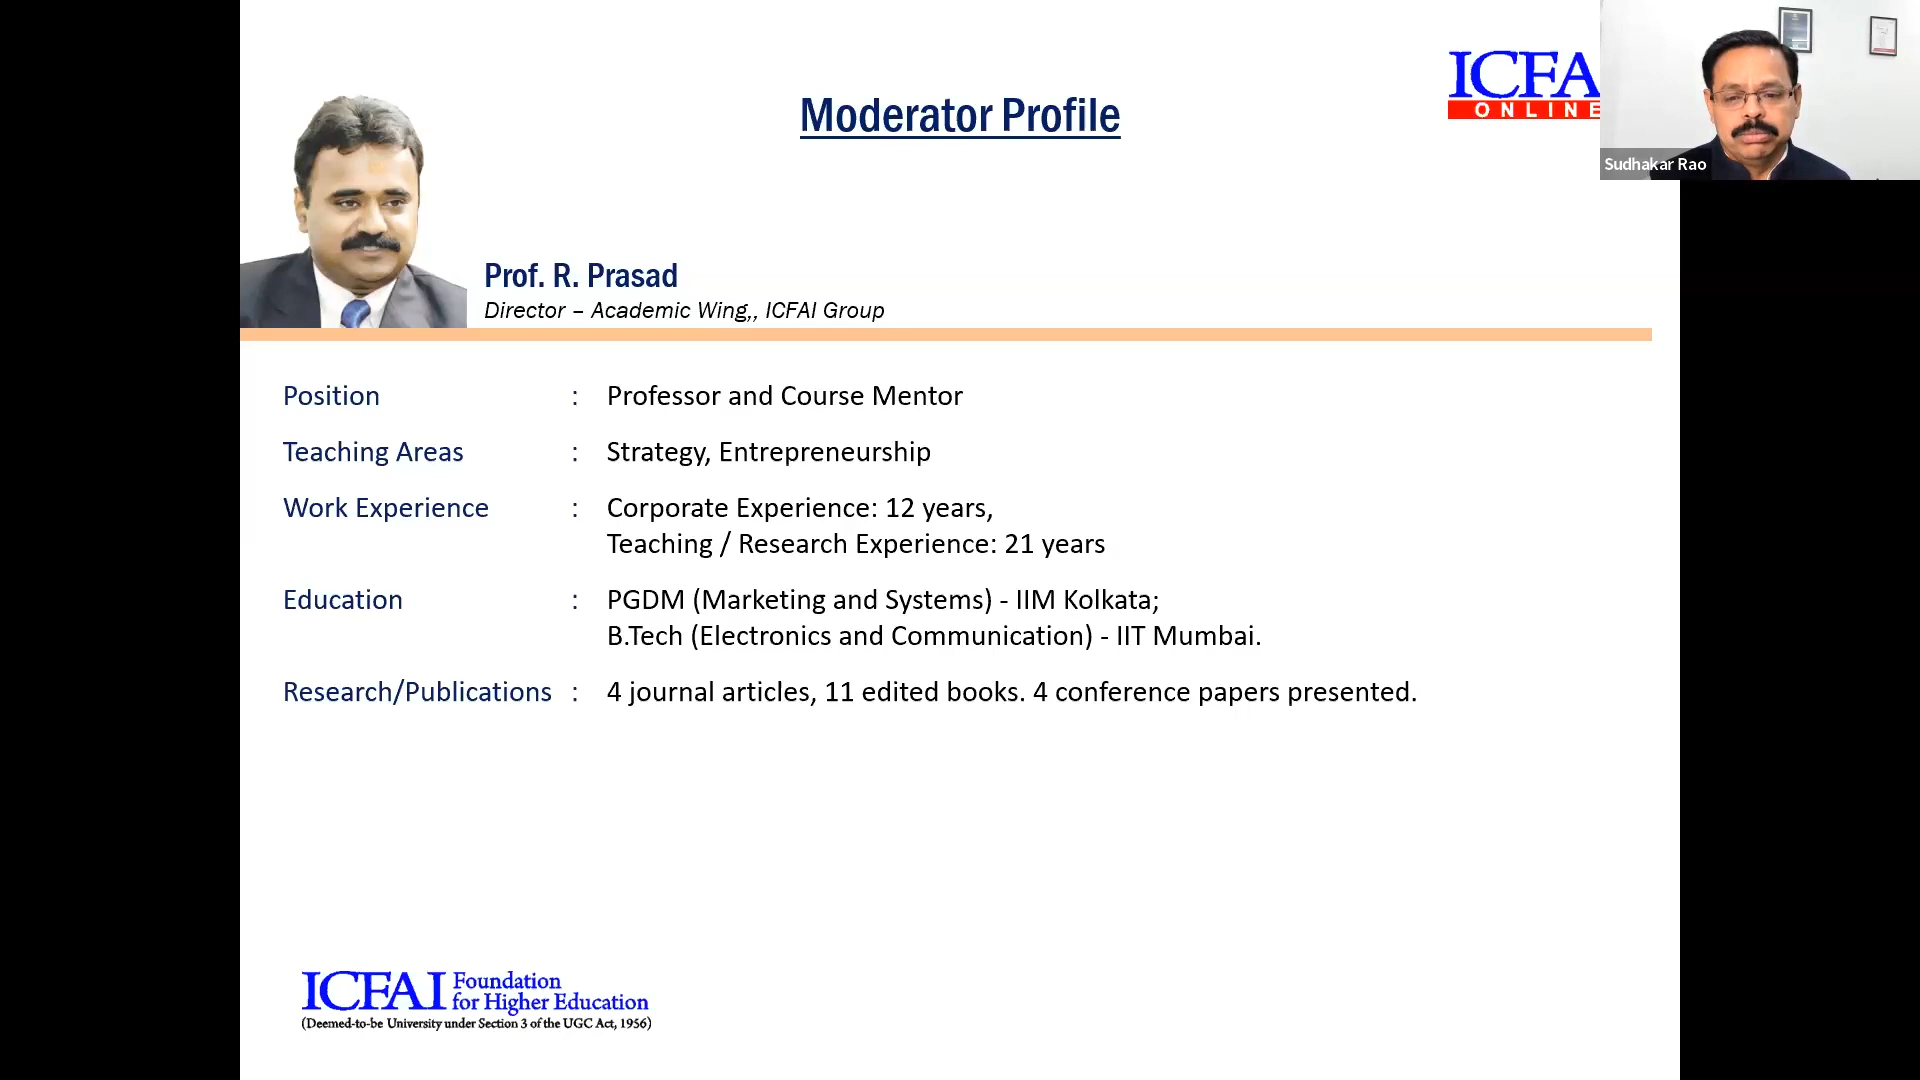 Moderator Profile
ICFA
ONLINE
Sudhakar Rao
Prof. R. Prasad
Director – Academic Wing,, ICFAI Group
Position : Professor and Course Mentor
Teaching Areas : Strategy, Entrepreneurship
Work Experience : Corporate Experience: 12 years,
Teaching / Research Experience: 21 years
Education : PGDM (Marketing and Systems) - IIM Kolkata;
B.Tech (Electronics and Communication) - IIT Mumbai.
Research/Publications : 4 journal articles, 11 edited books. 4 conference papers presented.
ICFAI Foundation
for Higher Education
(Deemed-to-be University under Section 3 of the UGC Act, 1956)